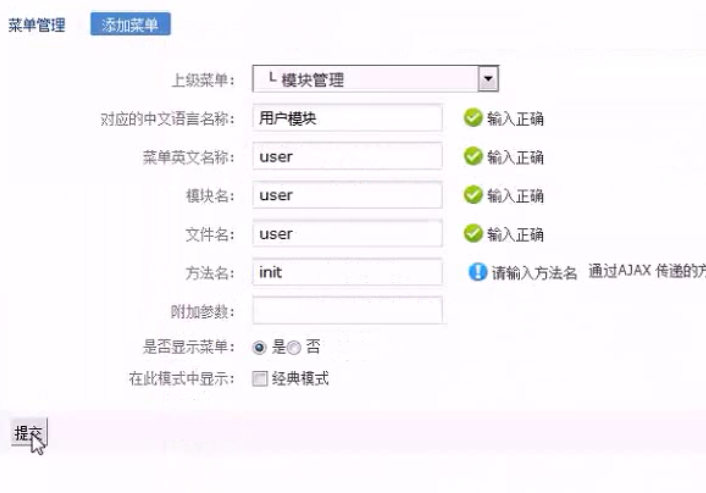 菜单管理 添加菜单
上级菜单： └ 模块管理
对应的中文语言名称： 用户模块 输入正确
菜单英文名称： user 输入正确
模块名： user 输入正确
文件名： user 输入正确
方法名： init 请输入方法名 通过AJAX 传递的方
附加参数：
是否显示菜单： 是 否
在此模式中显示： 经典模式
提交